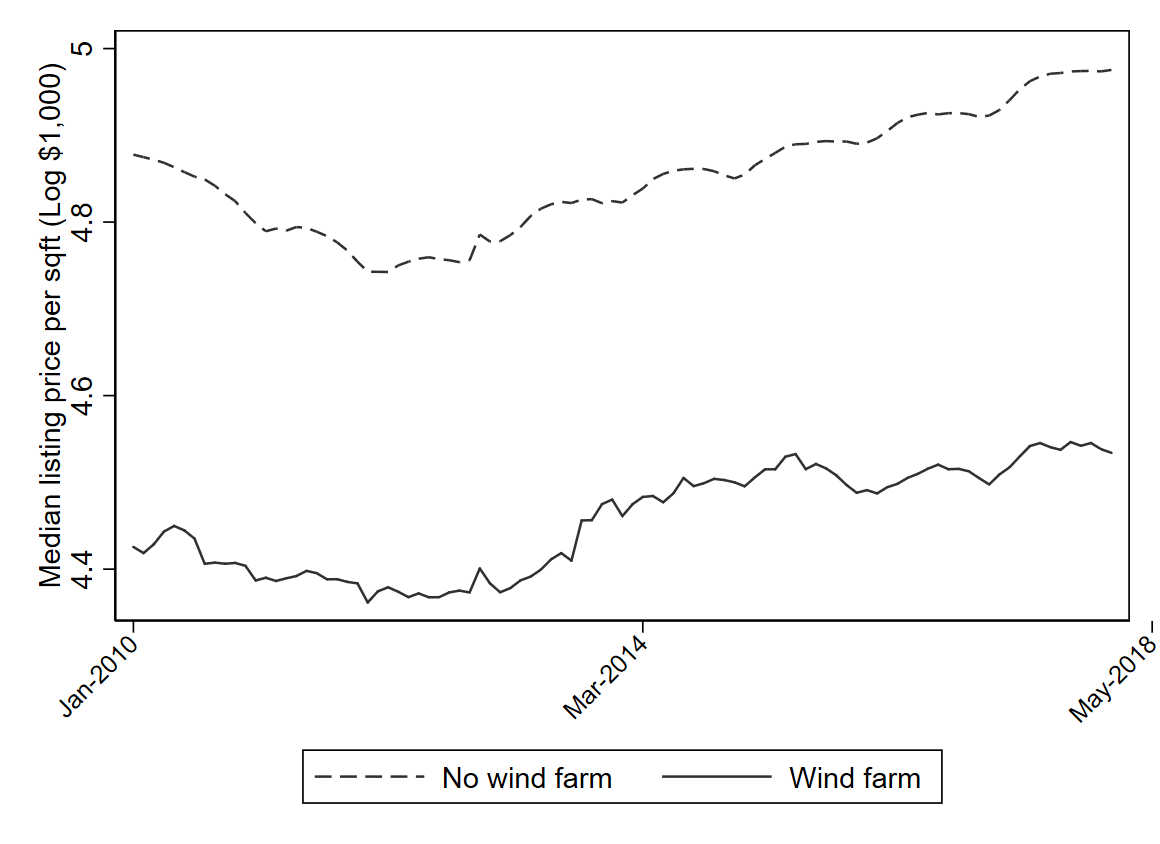 Median listing price per sqft (Log $1,000)
5
4.8
4.6
4.4
Jan-2010
Mar-2014
May-2018
No wind farm
Wind farm